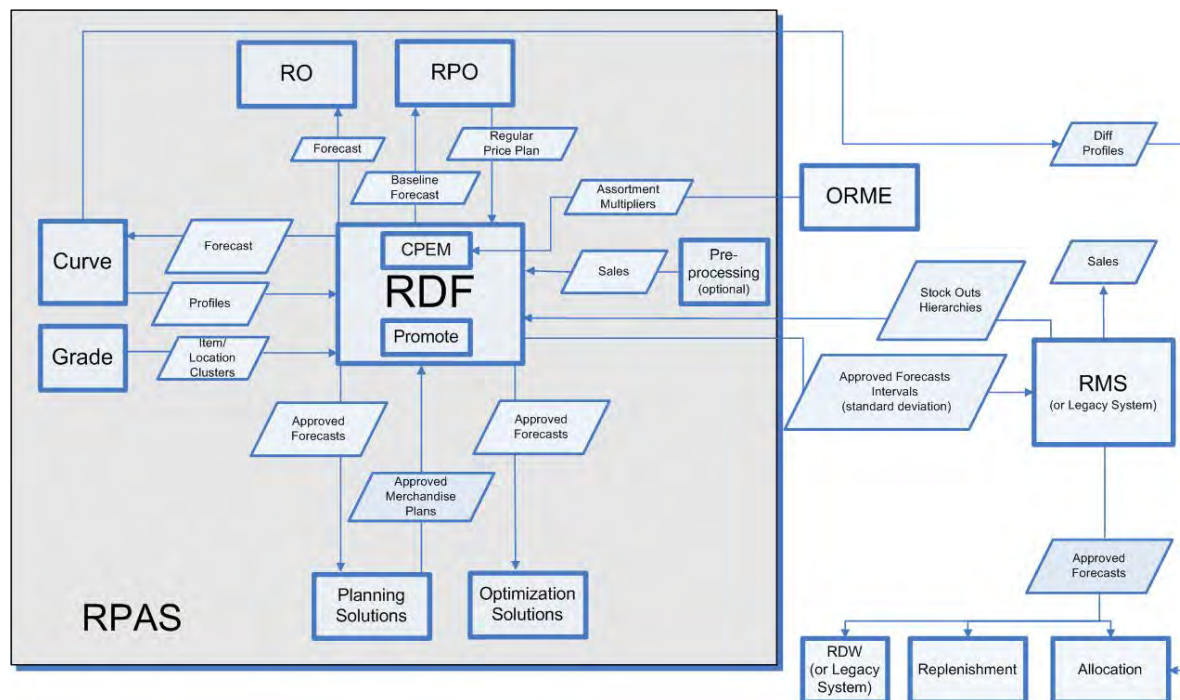 RO
RPO
Forecast
Regular
Price Plan
Diff
Profiles
Baseline
Forecast
Assortment
Multipliers
ORME
Curve
Forecast
CPEM
Sales
Pre-
processing
(optional)
Sales
Profiles
RDF
Stock Outs
Hierarchies
Grade
Item/
Location
Clusters
Promote
Approved Forecasts
Intervals
(standard deviation)
RMS
(or Legacy System)
Approved
Forecasts
Approved
Forecasts
Approved
Merchandise
Plans
Approved
Forecasts
Planning
Solutions
Optimization
Solutions
RPAS
RDW
(or Legacy
System)
Replenishment
Allocation